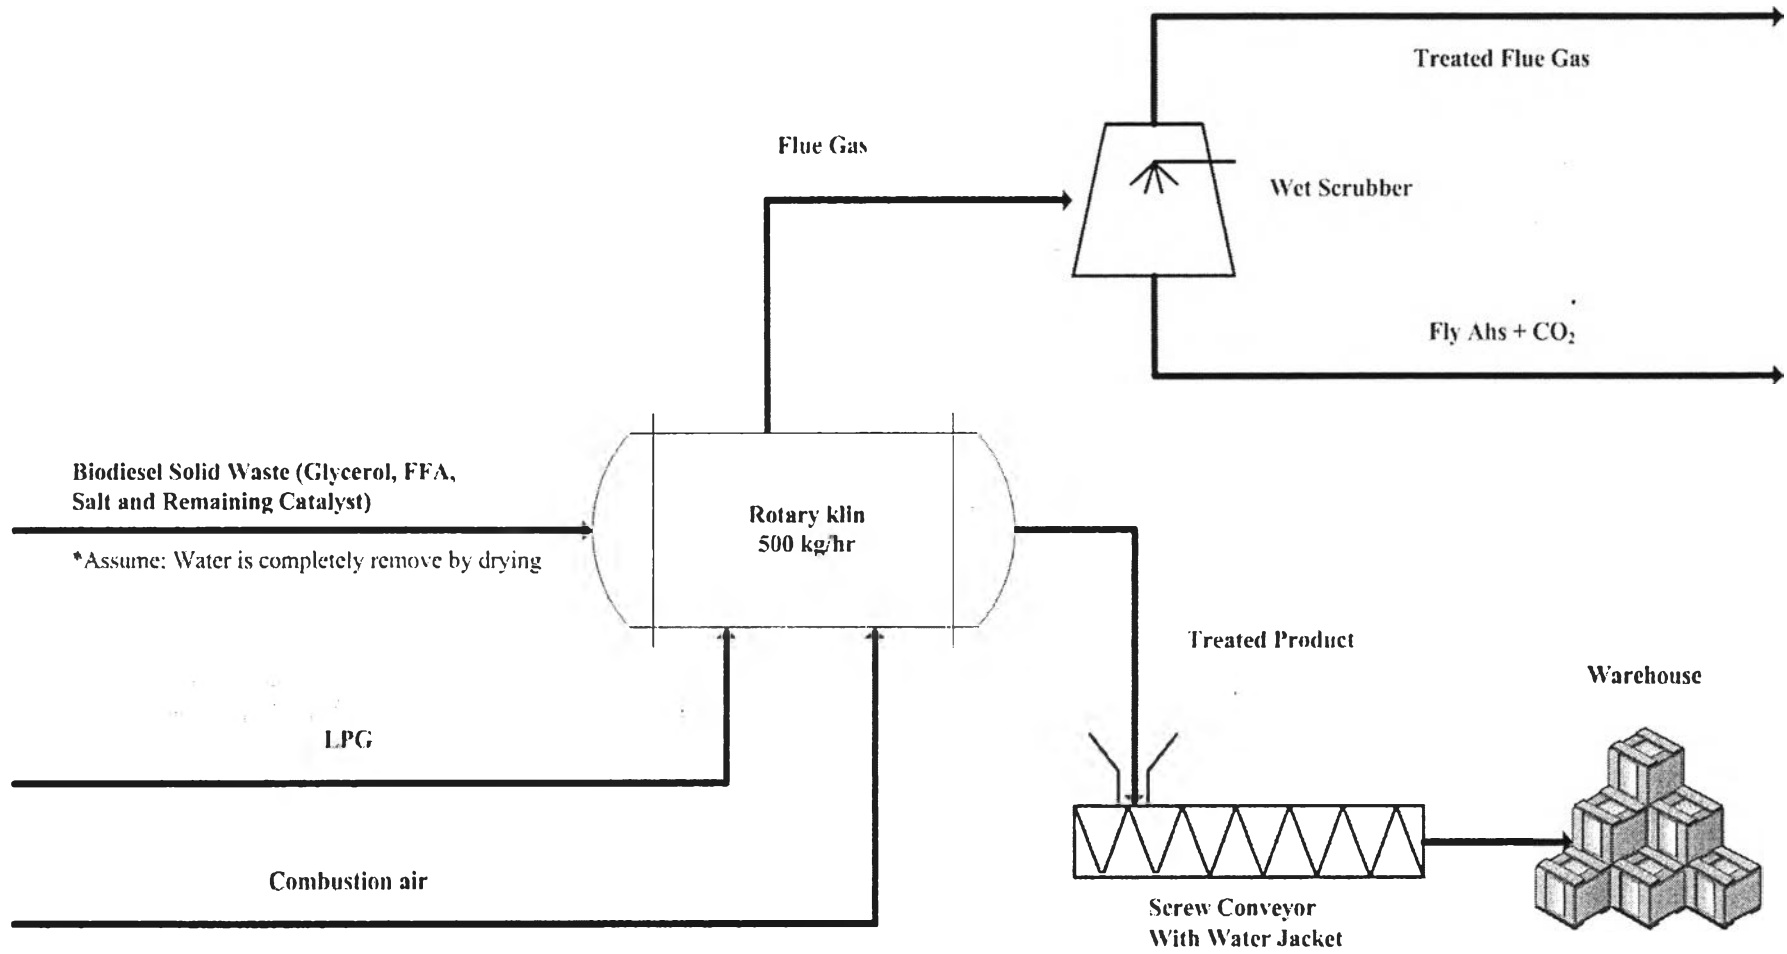 Treated Flue Gas
Flue Gas
Wet Scrubber
Fly Ahs + CO₂
Biodiesel Solid Waste (Glycerol, FFA,
Salt and Remaining Catalyst)
*Assume: Water is completely remove by drying
Rotary klin
500 kg/hr
Treated Product
Warehouse
LPG
Combustion air
Screw Conveyor
With Water Jacket